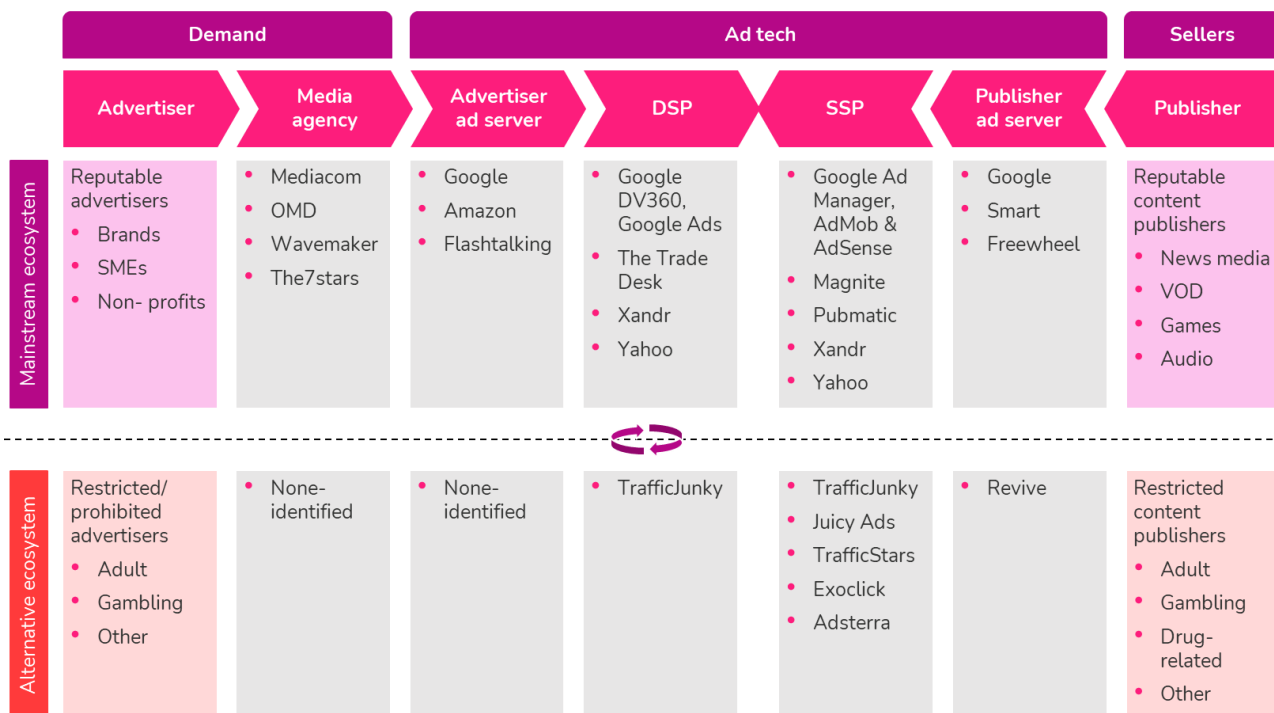 Demand
Ad tech
Sellers
Advertiser
Media
agency
Advertiser
ad server
DSP
SSP
Publisher
ad server
Publisher
Mainstream ecosystem
Reputable
advertisers
• Brands
• SMEs
• Non- profits
• Mediacom
• OMD
• Wavemaker
• The7stars
• Google
• Amazon
• Flashtalking
• Google
DV360,
Google Ads
• The Trade
Desk
• Xandr
• Yahoo
• Google Ad
Manager,
AdMob &
AdSense
• Magnite
• Pubmatic
• Xandr
• Yahoo
• Google
• Smart
• Freewheel
Reputable
content
publishers
• News media
• VOD
• Games
• Audio
Alternative ecosystem
Restricted/
prohibited
advertisers
• Adult
• Gambling
• Other
• None-
identified
• None-
identified
• TrafficJunky
• TrafficJunky
• Juicy Ads
• TrafficStars
• Exoclick
• Adsterra
• Revive
Restricted
content
publishers
• Adult
• Gambling
• Drug-
related
• Other